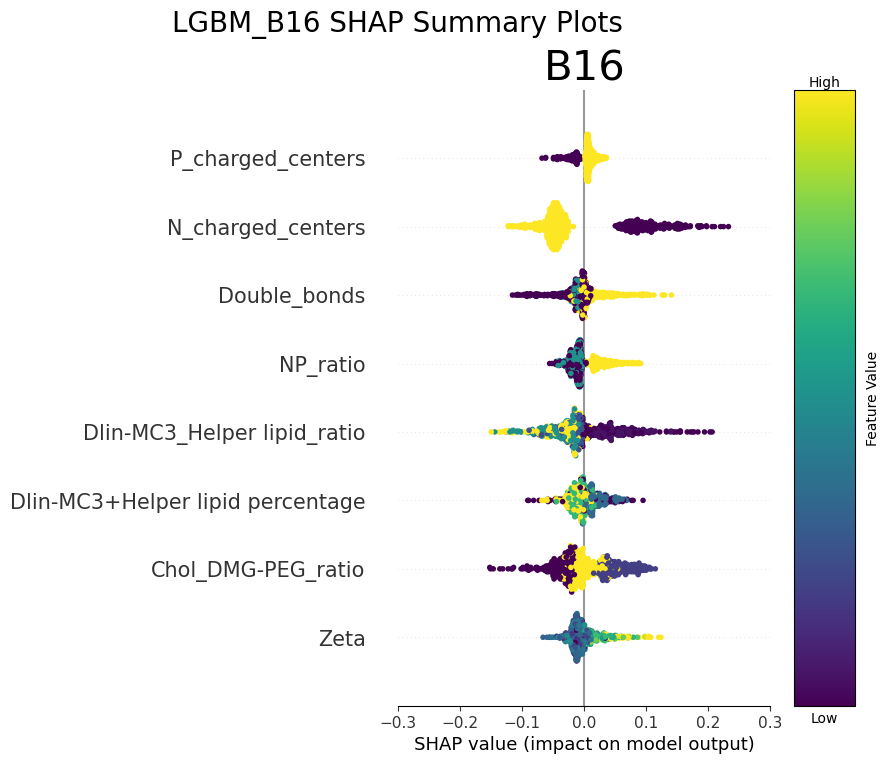 LGBM_B16 SHAP Summary Plots
B16
High
P_charged_centers
N_charged_centers
Double_bonds
NP_ratio
Dlin-MC3_Helper lipid_ratio
Dlin-MC3+Helper lipid percentage
Chol_DMG-PEG_ratio
Zeta
Feature Value
Low
−0.3 −0.2 −0.1 0.0 0.1 0.2 0.3
SHAP value (impact on model output)